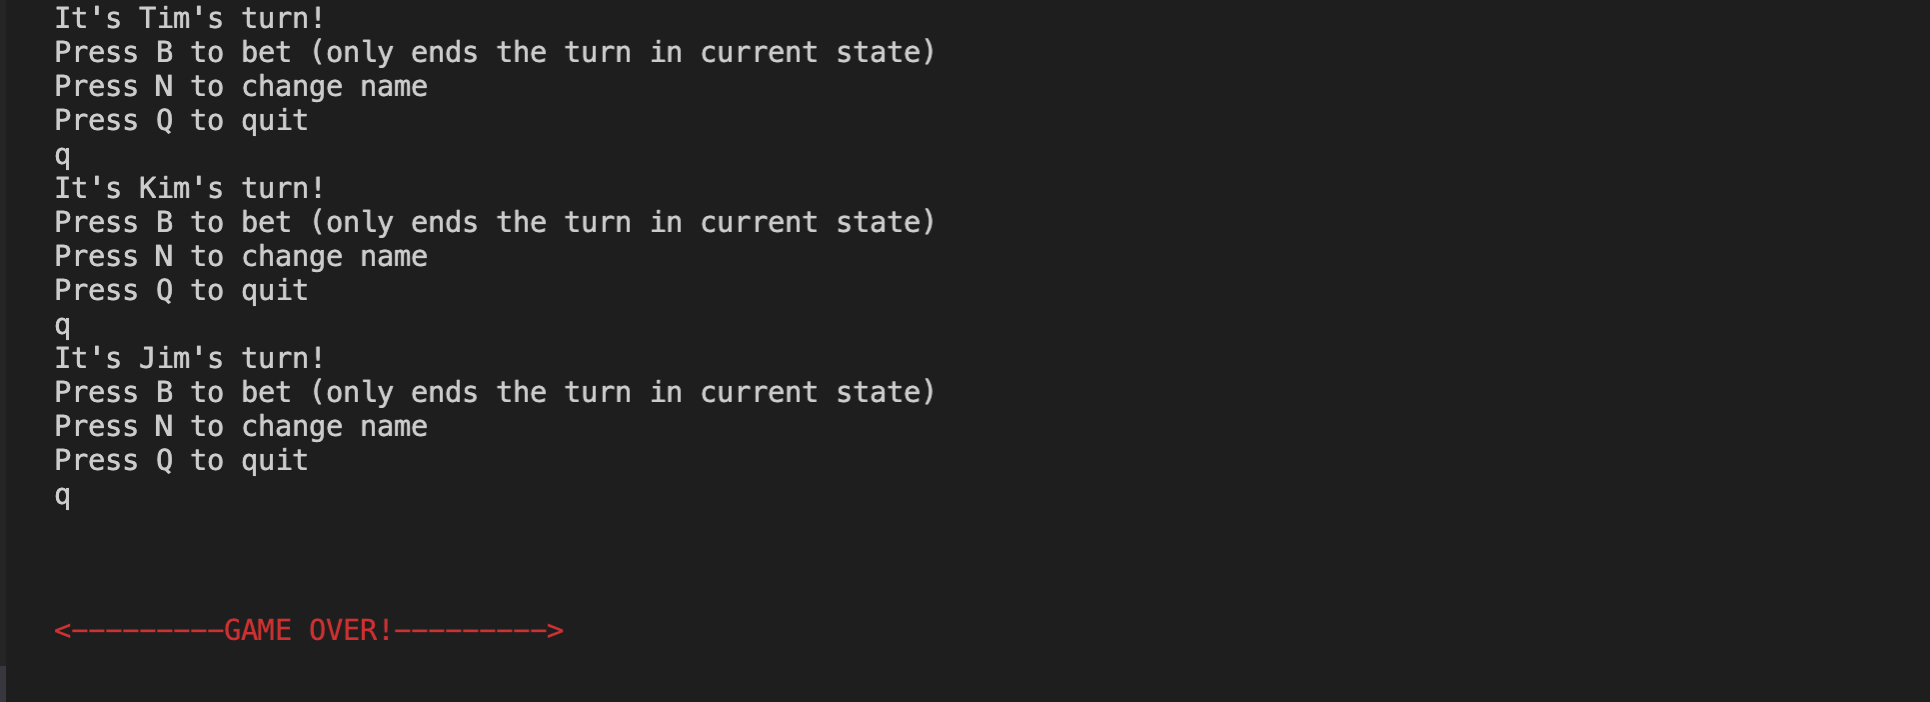 It's Tim's turn!
Press B to bet (only ends the turn in current state)
Press N to change name
Press Q to quit
q
It's Kim's turn!
Press B to bet (only ends the turn in current state)
Press N to change name
Press Q to quit
q
It's Jim's turn!
Press B to bet (only ends the turn in current state)
Press N to change name
Press Q to quit
q
<---------GAME OVER!--------->